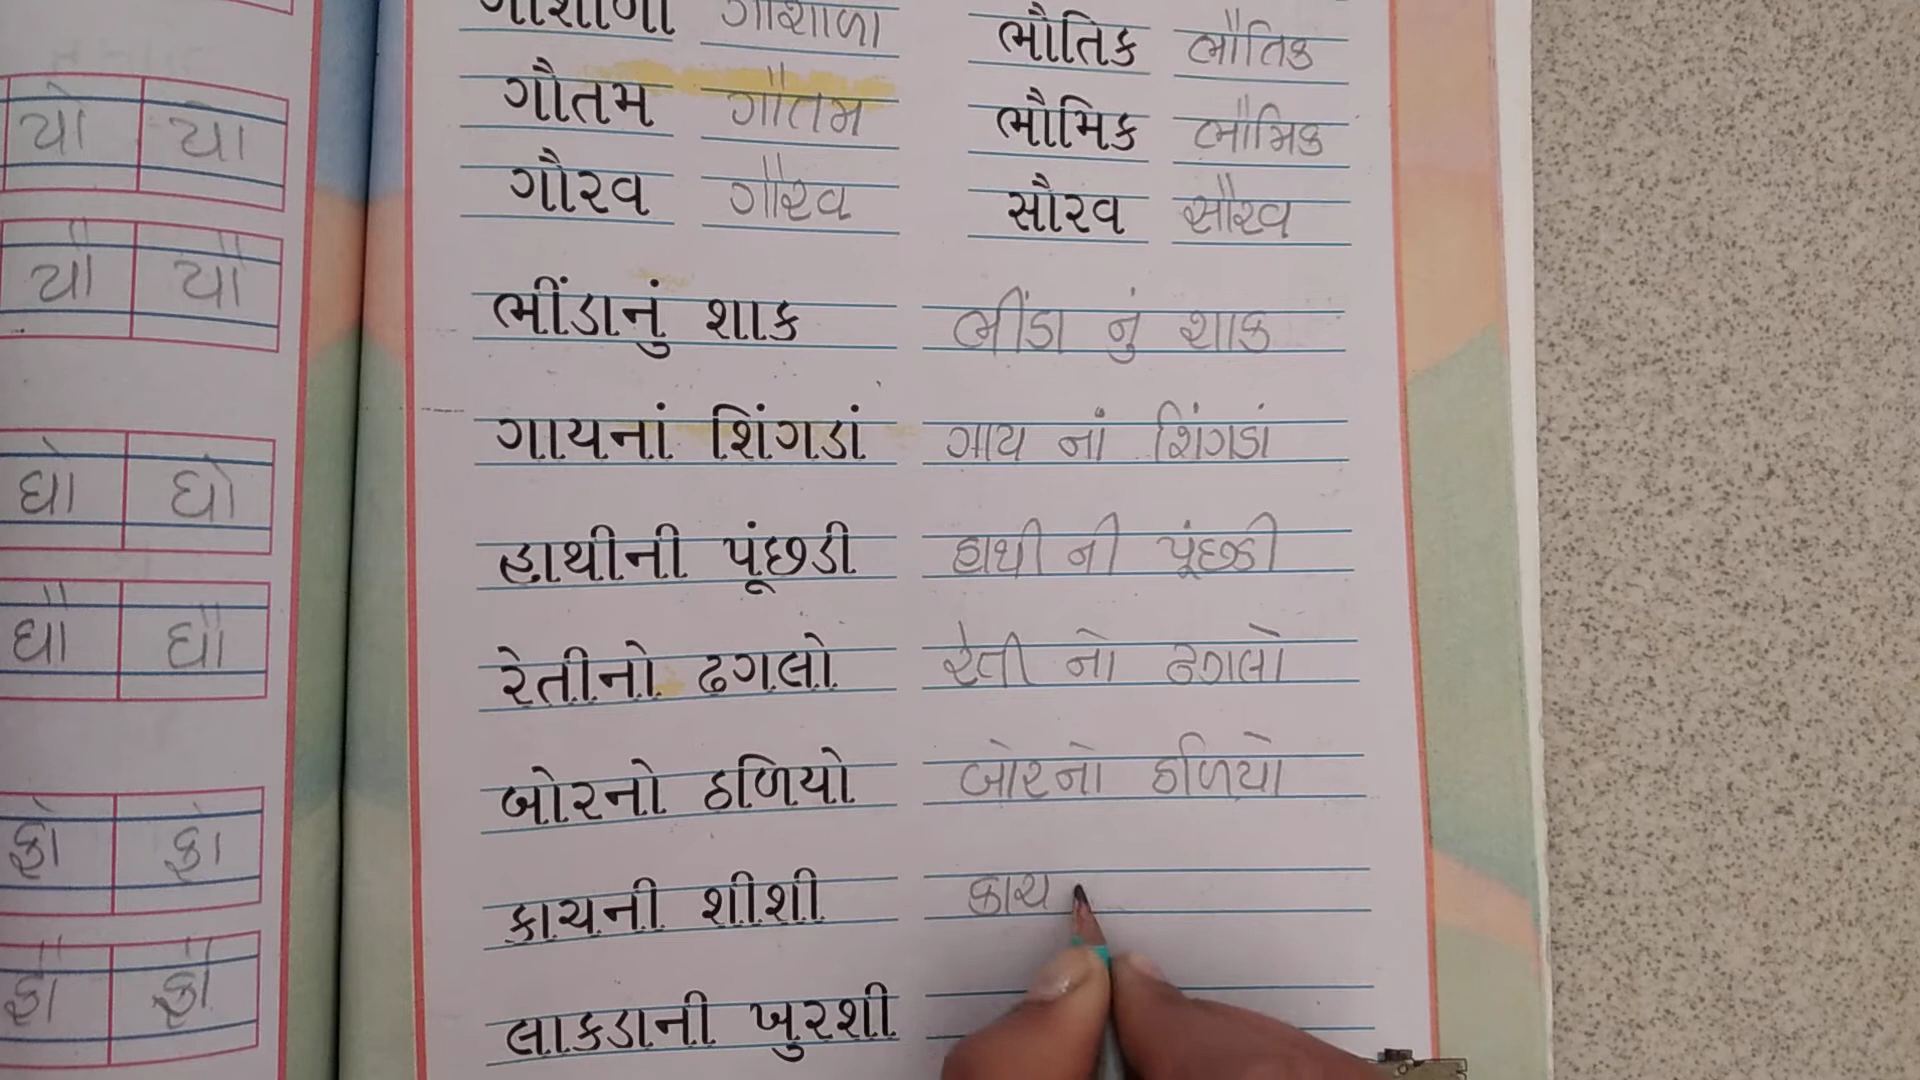 ગૌશાળા ગૌશાળા ભૌતિક ભૌતિક
ગૌતમ ગૌતમ ભૌમિક ભૌમિક
ગૌરવ ગૌરવ સૌરવ સૌરવ
ભીંડાનું શાક ભીંડા નું શાક
ગાયનાં શિંગડાં ગાય નાં શિંગડાં
હાથીની પૂંછડી હાથી ની પૂંછડી
રેતીનો ઢગલો રેતી નો ઢગલો
બોરનો ઠળિયો બોરનો ઠળિયો
કાચની શીશી કાચ
લાકડાની ખુરશી
યો યો
યૌ યૌ
ઘો ઘો
ઘૌ ઘૌ
ફો ફો
ફૌ ફૌ